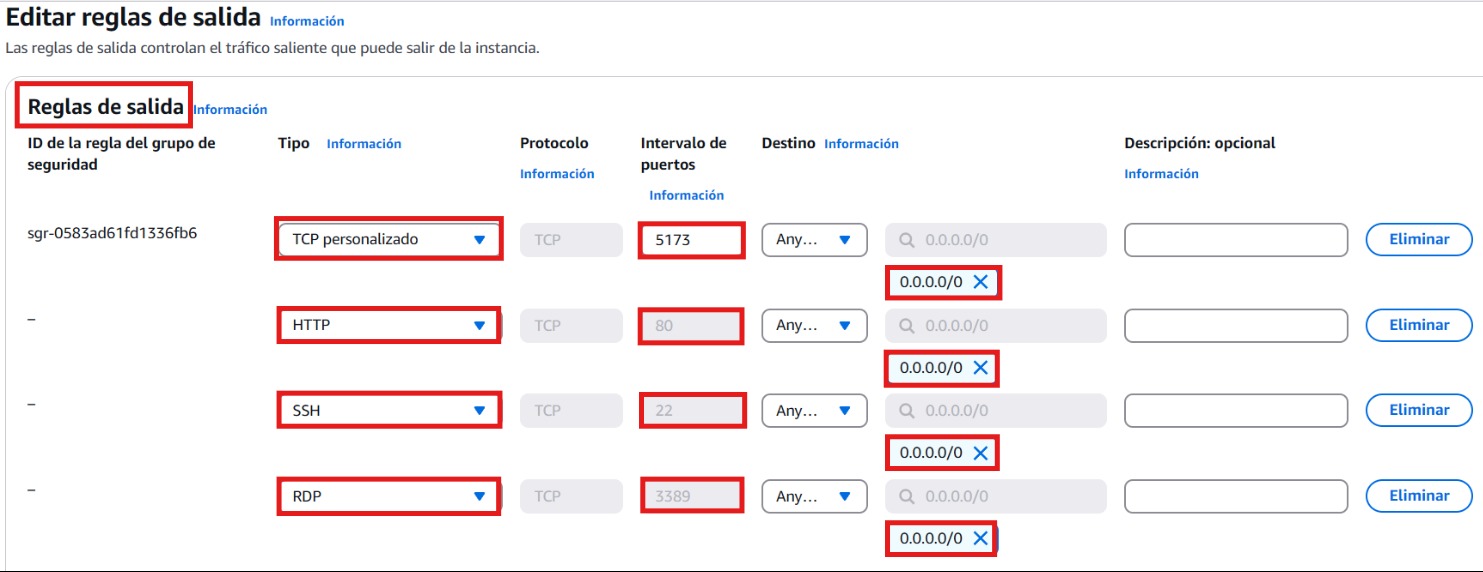 Editar reglas de salida Información
Las reglas de salida controlan el tráfico saliente que puede salir de la instancia.
Reglas de salida Información
ID de la regla del grupo de seguridad
Tipo Información
Protocolo
Información
Intervalo de puertos
Información
Destino Información
Descripción: opcional
Información
sgr-0583ad61fd1336fb6 TCP personalizado TCP 5173 Any... 0.0.0.0/0 Eliminar
0.0.0.0/0
– HTTP TCP 80 Any... 0.0.0.0/0 Eliminar
0.0.0.0/0
– SSH TCP 22 Any... 0.0.0.0/0 Eliminar
0.0.0.0/0
– RDP TCP 3389 Any... 0.0.0.0/0 Eliminar
0.0.0.0/0